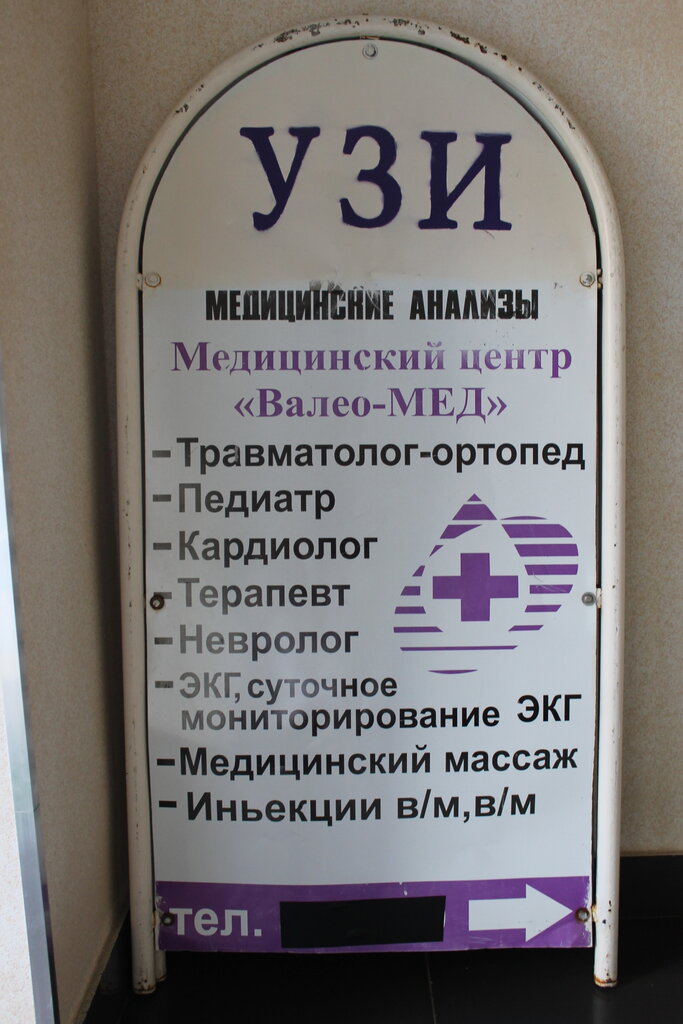 УЗИ
МЕДИЦИНСКИЕ АНАЛИЗЫ
Медицинский центр
«Валео-МЕД»
-Травматолог-ортопед
-Педиатр
-Кардиолог
-Терапевт
-Невролог
-ЭКГ, суточное
мониторирование ЭКГ
-Медицинский массаж
- Иньекции в/м,в/м
тел.